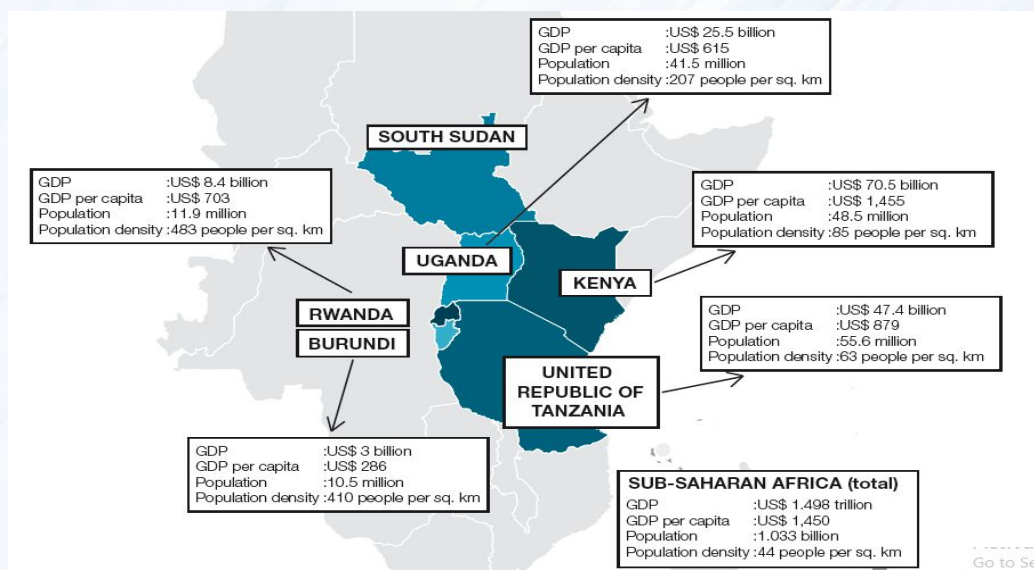 GDP :US$ 25.5 billion
GDP per capita :US$ 615
Population :41.5 million
Population density :207 people per sq. km
SOUTH SUDAN
GDP :US$ 8.4 billion
GDP per capita :US$ 703
Population :11.9 million
Population density :483 people per sq. km
GDP :US$ 70.5 billion
GDP per capita :US$ 1,455
Population :48.5 million
Population density :85 people per sq. km
UGANDA
KENYA
RWANDA
BURUNDI
GDP :US$ 47.4 billion
GDP per capita :US$ 879
Population :55.6 million
Population density :63 people per sq. km
UNITED
REPUBLIC OF
TANZANIA
GDP :US$ 3 billion
GDP per capita :US$ 286
Population :10.5 million
Population density :410 people per sq. km
SUB-SAHARAN AFRICA (total)
GDP :US$ 1.498 trillion
GDP per capita :US$ 1,450
Population :1.033 billion
Population density :44 people per sq. km
Go to Se